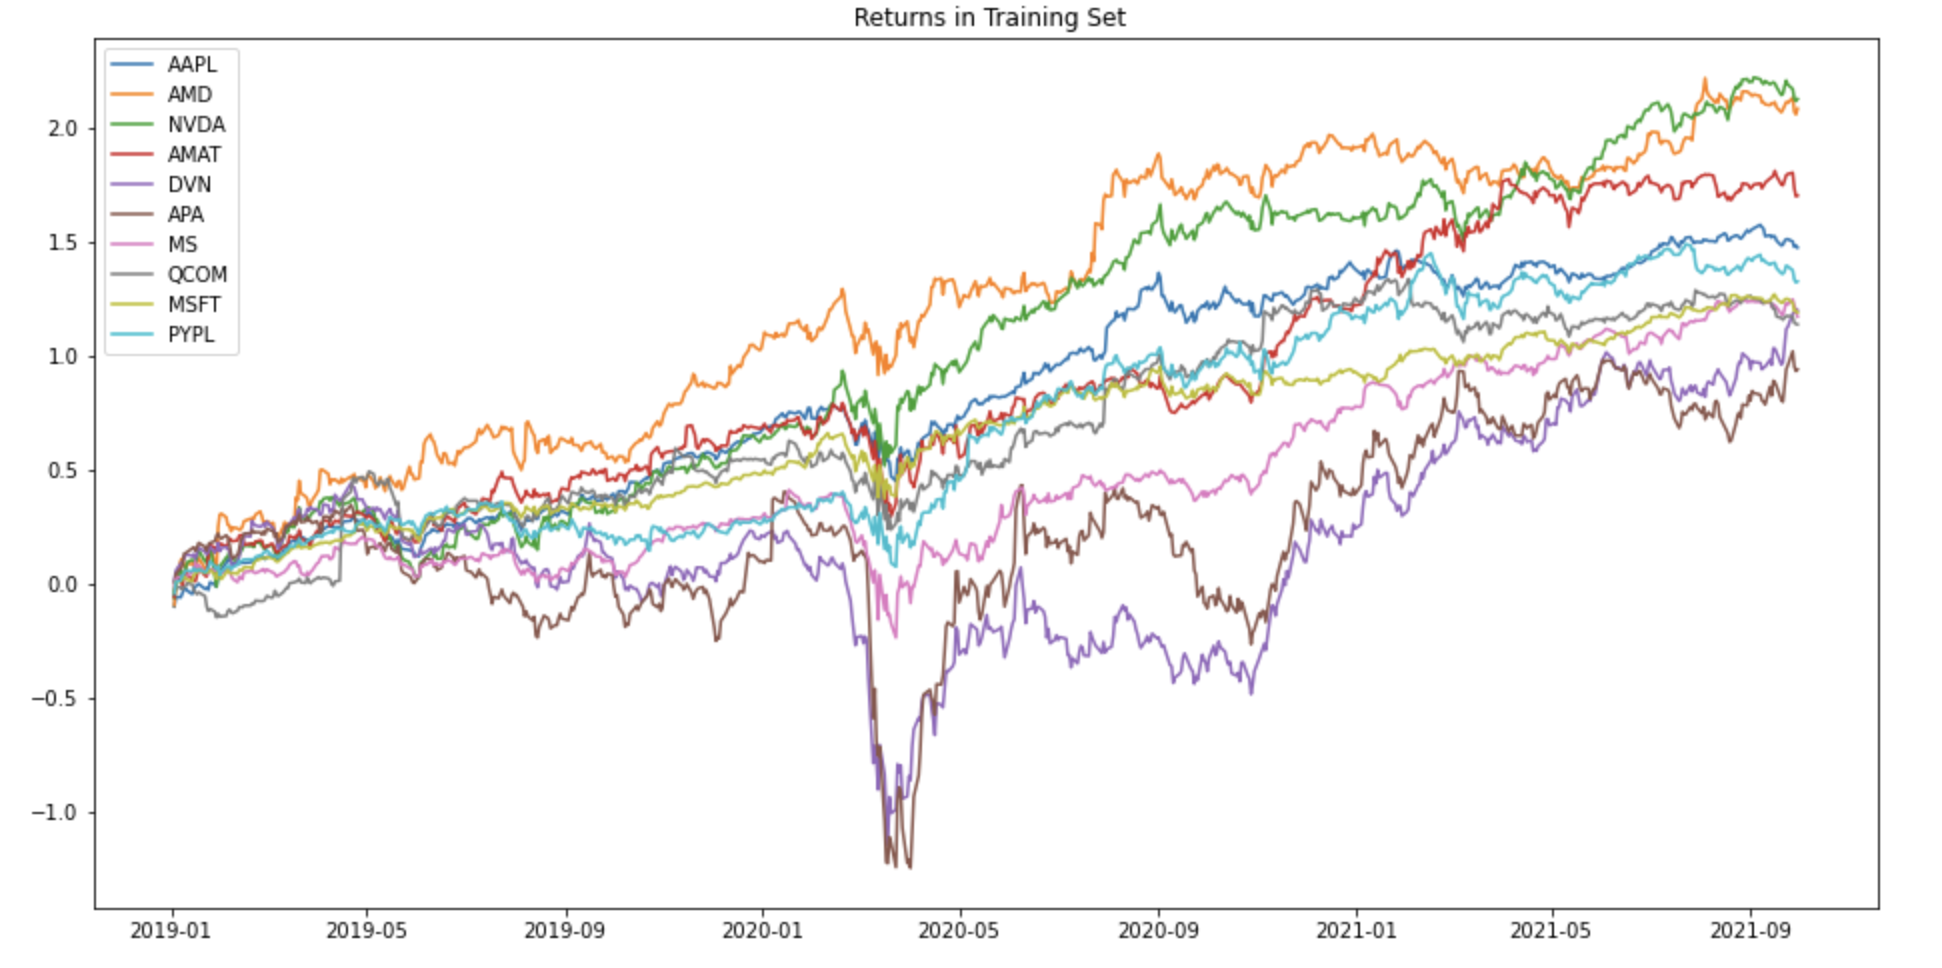 Returns in Training Set
AAPL
AMD
NVDA
AMAT
DVN
APA
MS
QCOM
MSFT
PYPL
2.0
1.5
1.0
0.5
0.0
−0.5
−1.0
2019-01 2019-05 2019-09 2020-01 2020-05 2020-09 2021-01 2021-05 2021-09